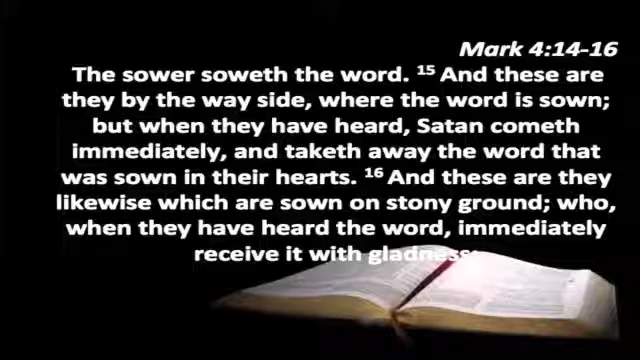 Mark 4:14-16
The sower soweth the word. 15 And these are
they by the way side, where the word is sown;
but when they have heard, Satan cometh
immediately, and taketh away the word that
was sown in their hearts. 16 And these are they
likewise which are sown on stony ground; who,
when they have heard the word, immediately
receive it with gladness;